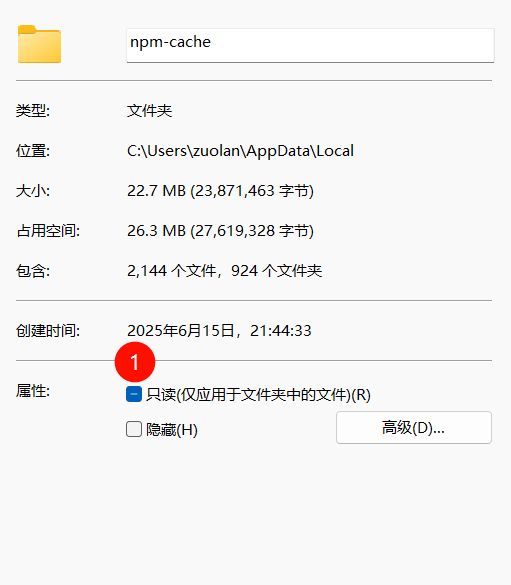 npm-cache
类型: 文件夹
位置: C:\Users\zuolan\AppData\Local
大小: 22.7 MB (23,871,463 字节)
占用空间: 26.3 MB (27,619,328 字节)
包含: 2,144 个文件，924 个文件夹
创建时间: 2025年6月15日，21:44:33
1
属性: 只读(仅应用于文件夹中的文件)(R)
隐藏(H) 高级(D)...